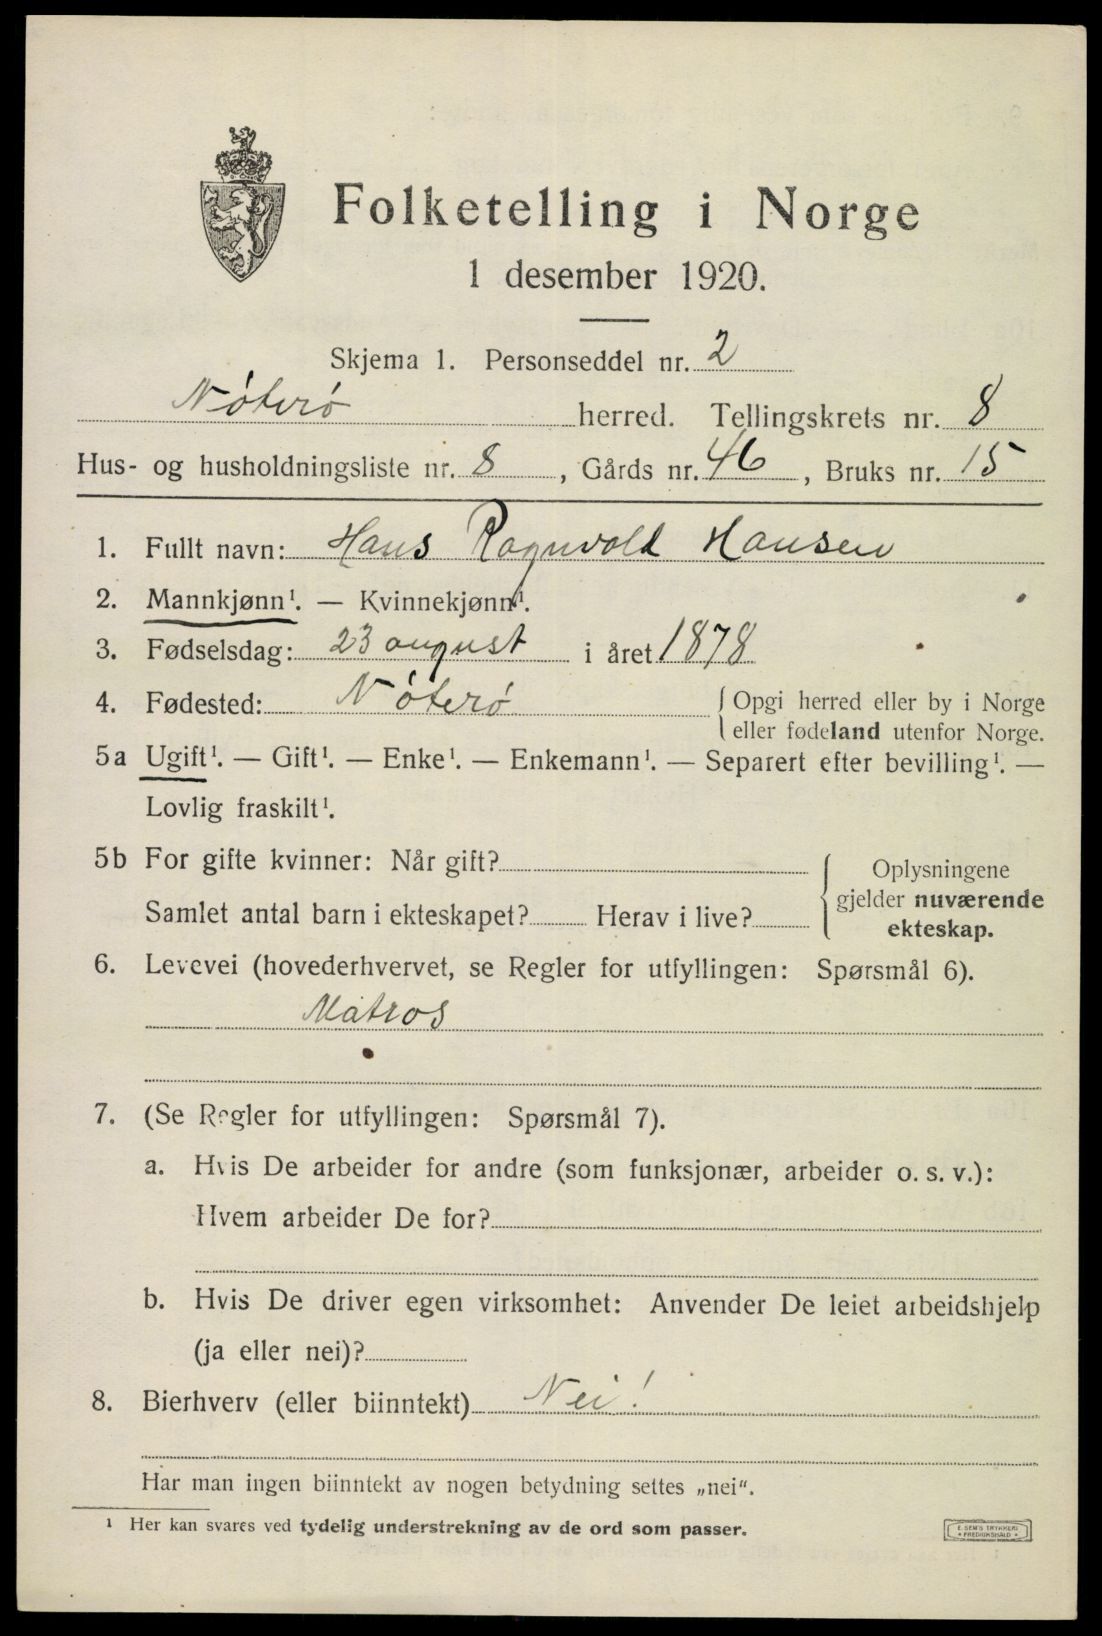 Folketelling i Norge
1 desember 1920.
Skjema 1. Personseddel nr. 2
Nøterø herred. Tellingskrets nr. 8
Hus- og husholdningsliste nr. 8, Gårds nr. 46, Bruks nr. 15
1. Fullt navn: Hans Ragnvald Hansen
2. Mannkjønn¹. — Kvinnekjønn¹.
3. Fødselsdag: 23 august i året 1878
4. Fødested: Nøterø { Opgi herred eller by i Norge
eller fødeland utenfor Norge.
5a Ugift¹. — Gift¹. — Enke¹. — Enkemann¹. — Separert efter bevilling¹. —
Lovlig fraskilt¹.
5b For gifte kvinner: Når gift?
Samlet antal barn i ekteskapet? Herav i live?
{ Oplysningene
gjelder nuværende
ekteskap.
6. Levevei (hovederhvervet, se Regler for utfyllingen: Spørsmål 6).
Matros
7. (Se Regler for utfyllingen: Spørsmål 7).
a. Hvis De arbeider for andre (som funksjonær, arbeider o. s. v.):
Hvem arbeider De for?
b. Hvis De driver egen virksomhet: Anvender De leiet arbeidshjelp
(ja eller nei)?
8. Bierhverv (eller biinntekt) Nei!
Har man ingen biinntekt av nogen betydning settes „nei".
¹ Her kan svares ved tydelig understrekning av de ord som passer.
E. SEM'S TRYKKERI
FREDRIKSHALD